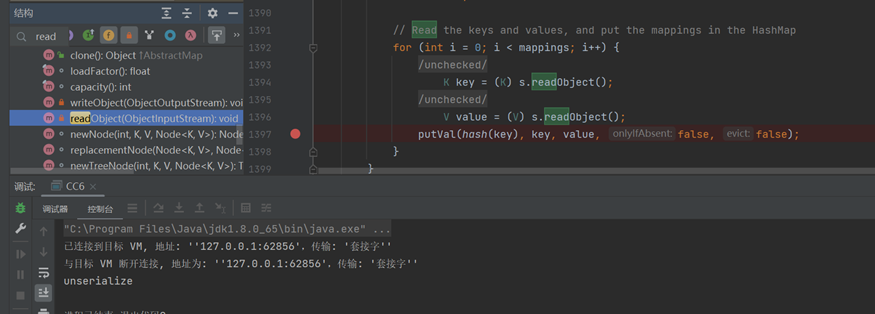 结构
read
clone(): Object ↑AbstractMap
loadFactor(): float
capacity(): int
writeObject(ObjectOutputStream): void
readObject(ObjectInputStream): void
newNode(int, K, V, Node<K, V>): Node
replacementNode(Node<K, V>, Node
newTreeNode(int, K, V, Node<K, V>): T
1390
1391 // Read the keys and values, and put the mappings in the HashMap
1392 for (int i = 0; i < mappings; i++) {
1393 /unchecked/
1394 K key = (K) s.readObject();
1395 /unchecked/
1396 V value = (V) s.readObject();
1397 putVal(hash(key), key, value, onlyIfAbsent: false, evict: false);
1398 }
1399 }
调试: CC6
调试器 控制台
"C:\Program Files\Java\jdk1.8.0_65\bin\java.exe" ...
已连接到目标 VM, 地址: ''127.0.0.1:62856'，传输: '套接字''
与目标 VM 断开连接, 地址为: ''127.0.0.1:62856'，传输: '套接字''
unserialize